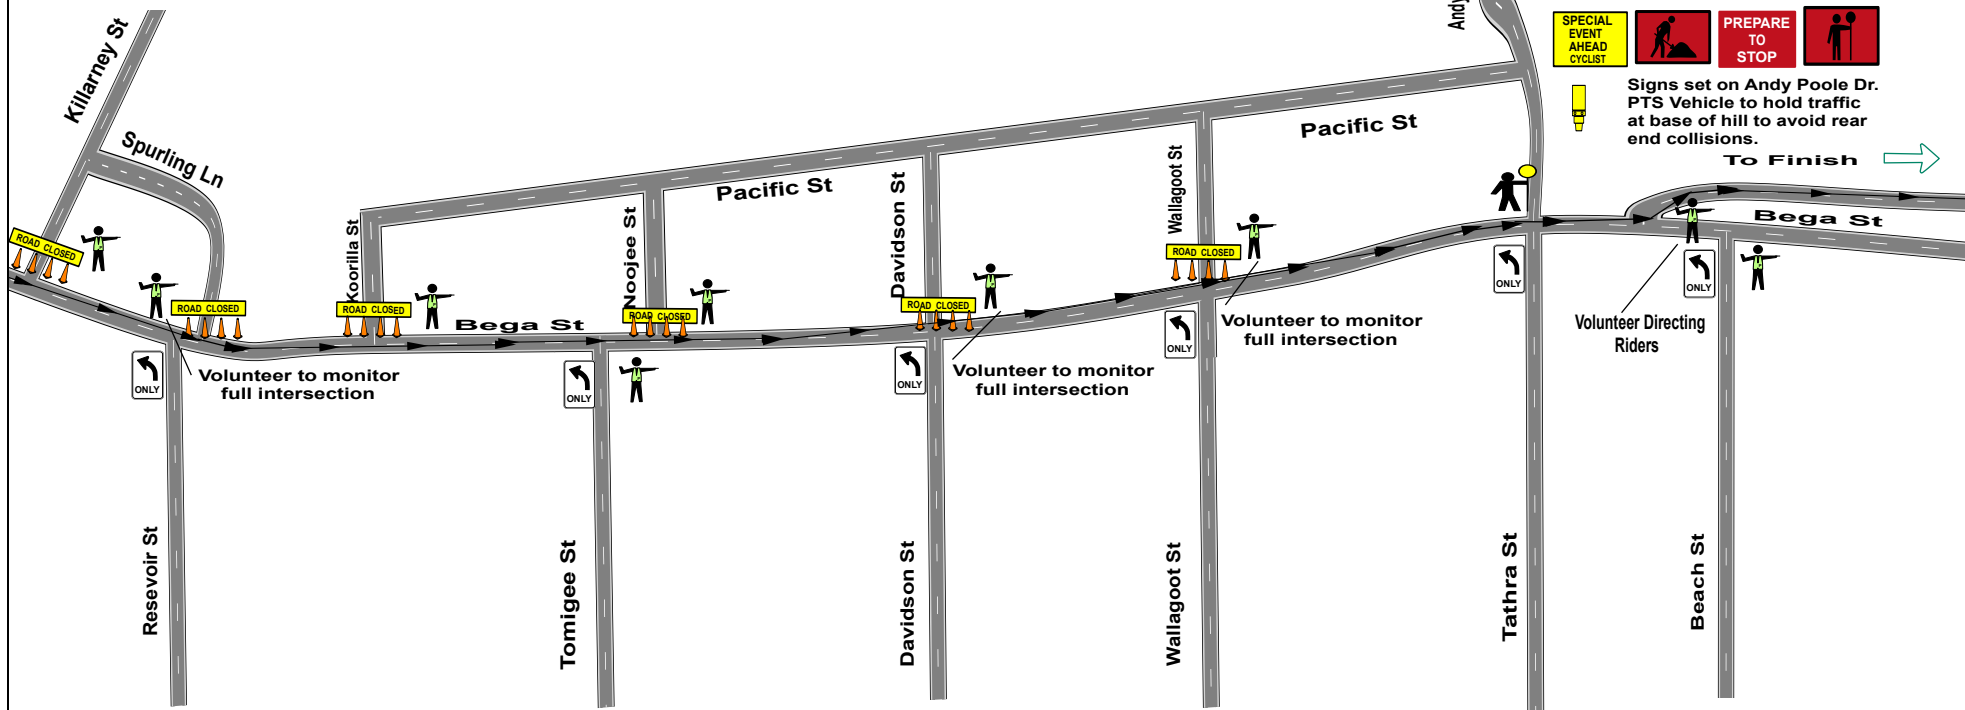 Killarney St
Spurling Ln
ROAD CLOSED
ROAD CLOSED
ONLY
Volunteer to monitor
full intersection
Resevoir St
Koorilla St
ROAD CLOSED
Bega St
Noojee St
ROAD CLOSED
ONLY
Tomigee St
Pacific St
Davidson St
ROAD CLOSED
ONLY
Volunteer to monitor
full intersection
Davidson St
Wallagoot St
ROAD CLOSED
ONLY
Volunteer to monitor
full intersection
Wallagoot St
Pacific St
Andy
ONLY
Tathra St
SPECIAL
EVENT
AHEAD
CYCLIST
PREPARE
TO
STOP
Signs set on Andy Poole Dr.
PTS Vehicle to hold traffic
at base of hill to avoid rear
end collisions.
To Finish
Bega St
ONLY
Volunteer Directing
Riders
Beach St